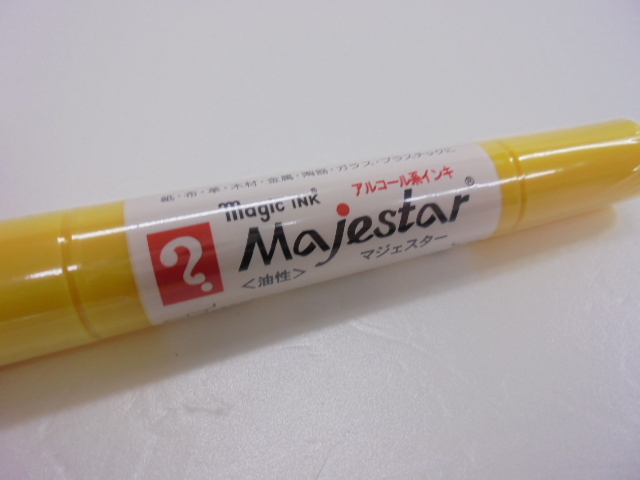 紙・布・革・木材・金属・陶器・ガラス・プラスチックに
magic INK®
アルコール系インキ
?
Majestar®
<油性>
マジェスター